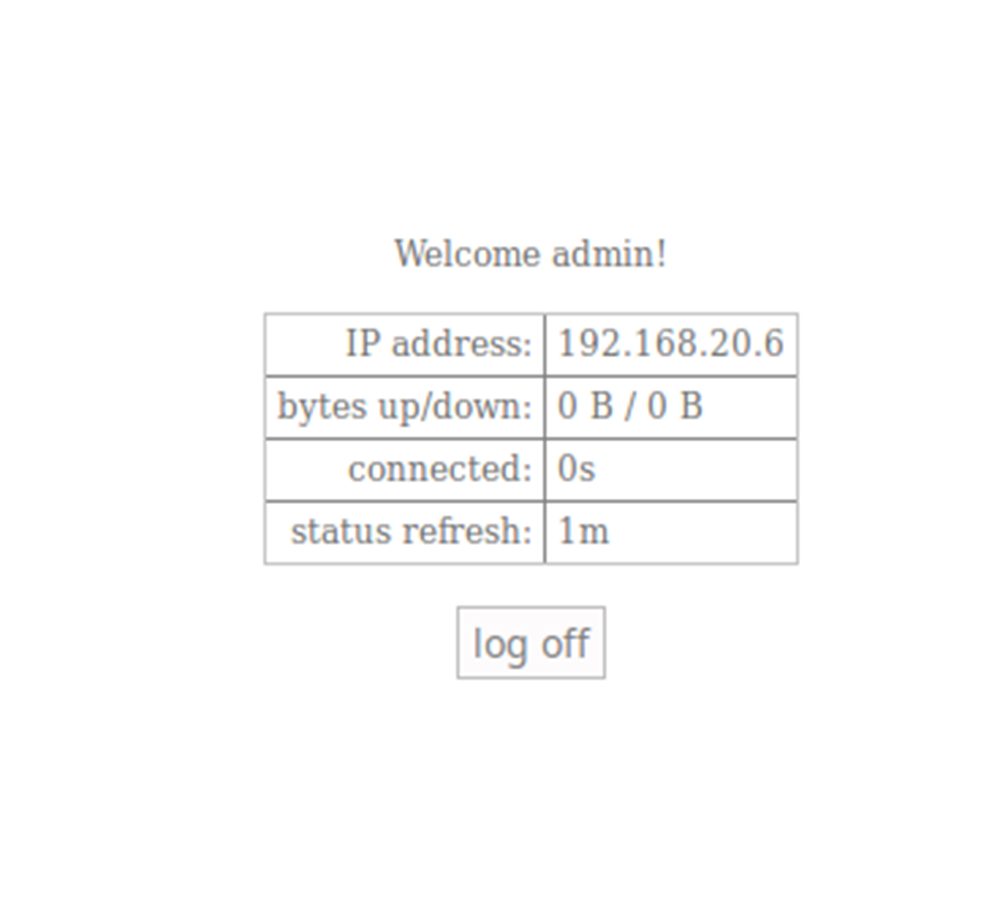 Welcome admin!
IP address: 192.168.20.6
bytes up/down: 0 B / 0 B
connected: 0s
status refresh: 1m
log off